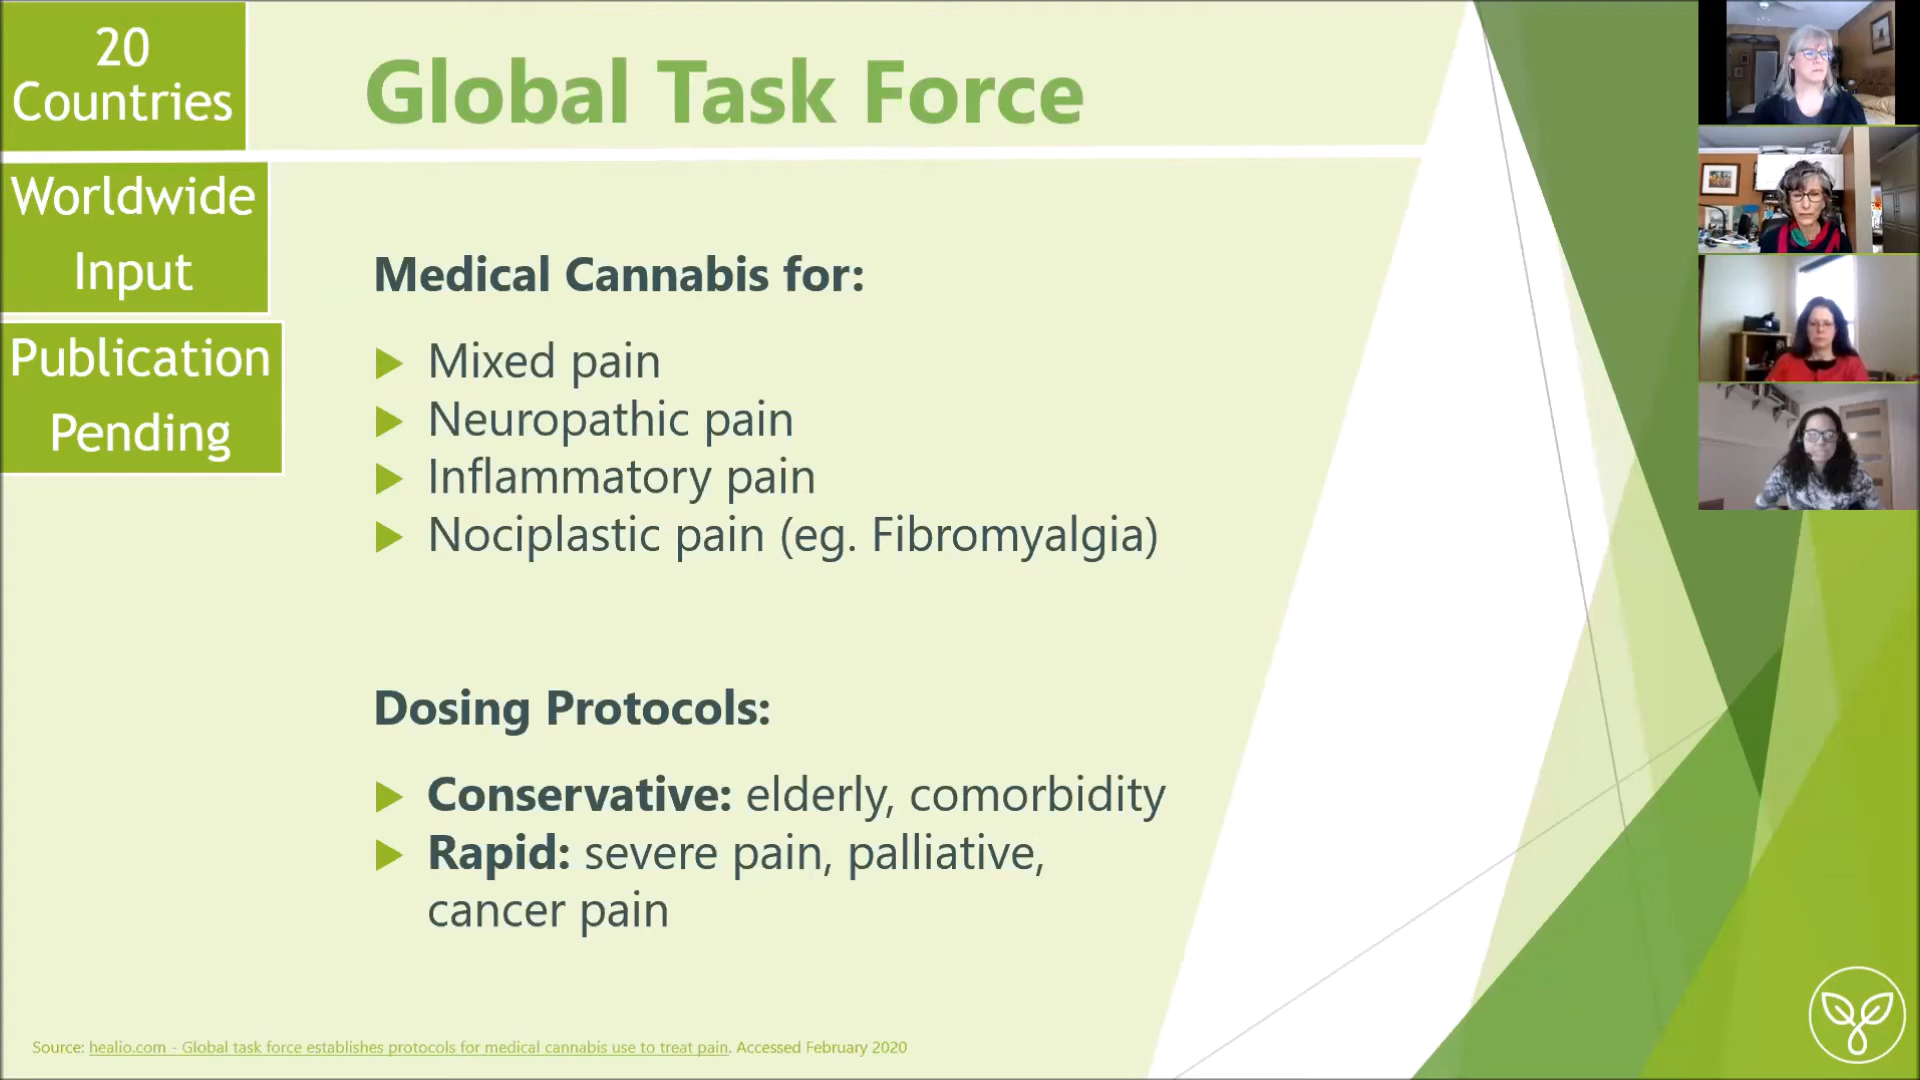 20
Countries
Global Task Force
Worldwide
Input
Publication
Pending
Medical Cannabis for:
Mixed pain
Neuropathic pain
Inflammatory pain
Nociplastic pain (eg. Fibromyalgia)
Dosing Protocols:
Conservative: elderly, comorbidity
Rapid: severe pain, palliative,
cancer pain
Source: healio.com - Global task force establishes protocols for medical cannabis use to treat pain. Accessed February 2020